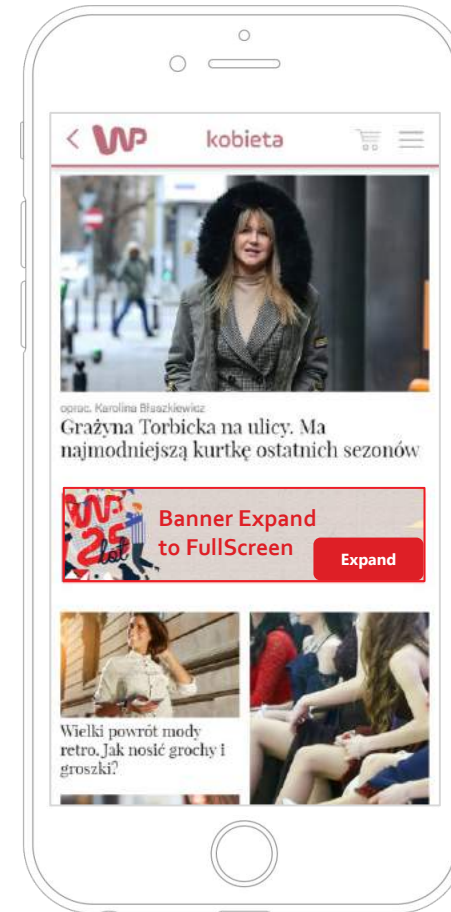 WP kobieta
oprac. Karolina Błaszkiewicz
Grażyna Torbicka na ulicy. Ma
najmodniejszą kurtkę ostatnich sezonów
WP
25
lat
Banner Expand
to FullScreen
Expand
Wielki powrót mody
retro. Jak nosić grochy i
groszki?